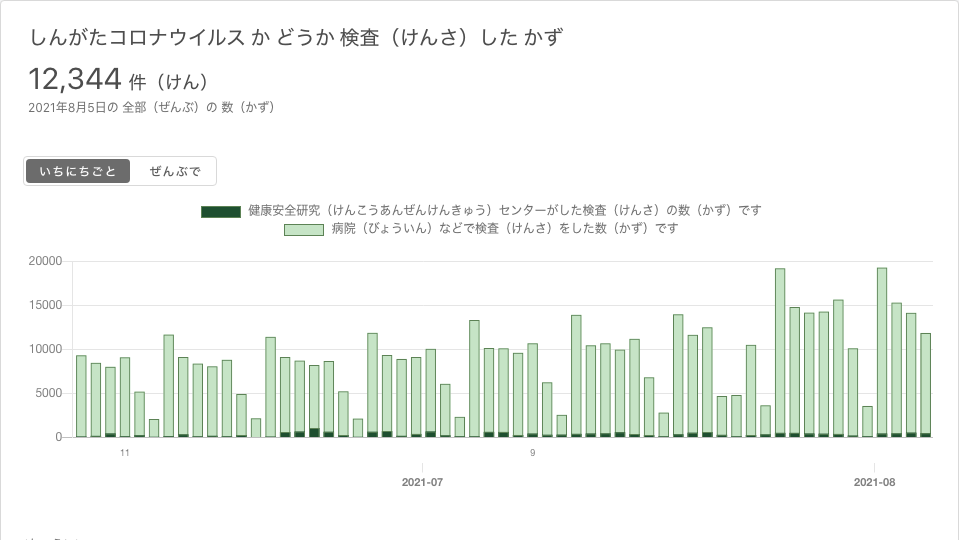 しんがたコロナウイルス か どうか 検査（けんさ）した かず
12,344 件（けん）
2021年8月5日の 全部（ぜんぶ）の 数（かず）
いちにちごと ぜんぶで
健康安全研究（けんこうあんぜんけんきゅう）センターがした検査（けんさ）の数（かず）です
病院（びょういん）などで検査（けんさ）をした数（かず）です
20000
15000
10000
5000
0
11 9
2021-07 2021-08